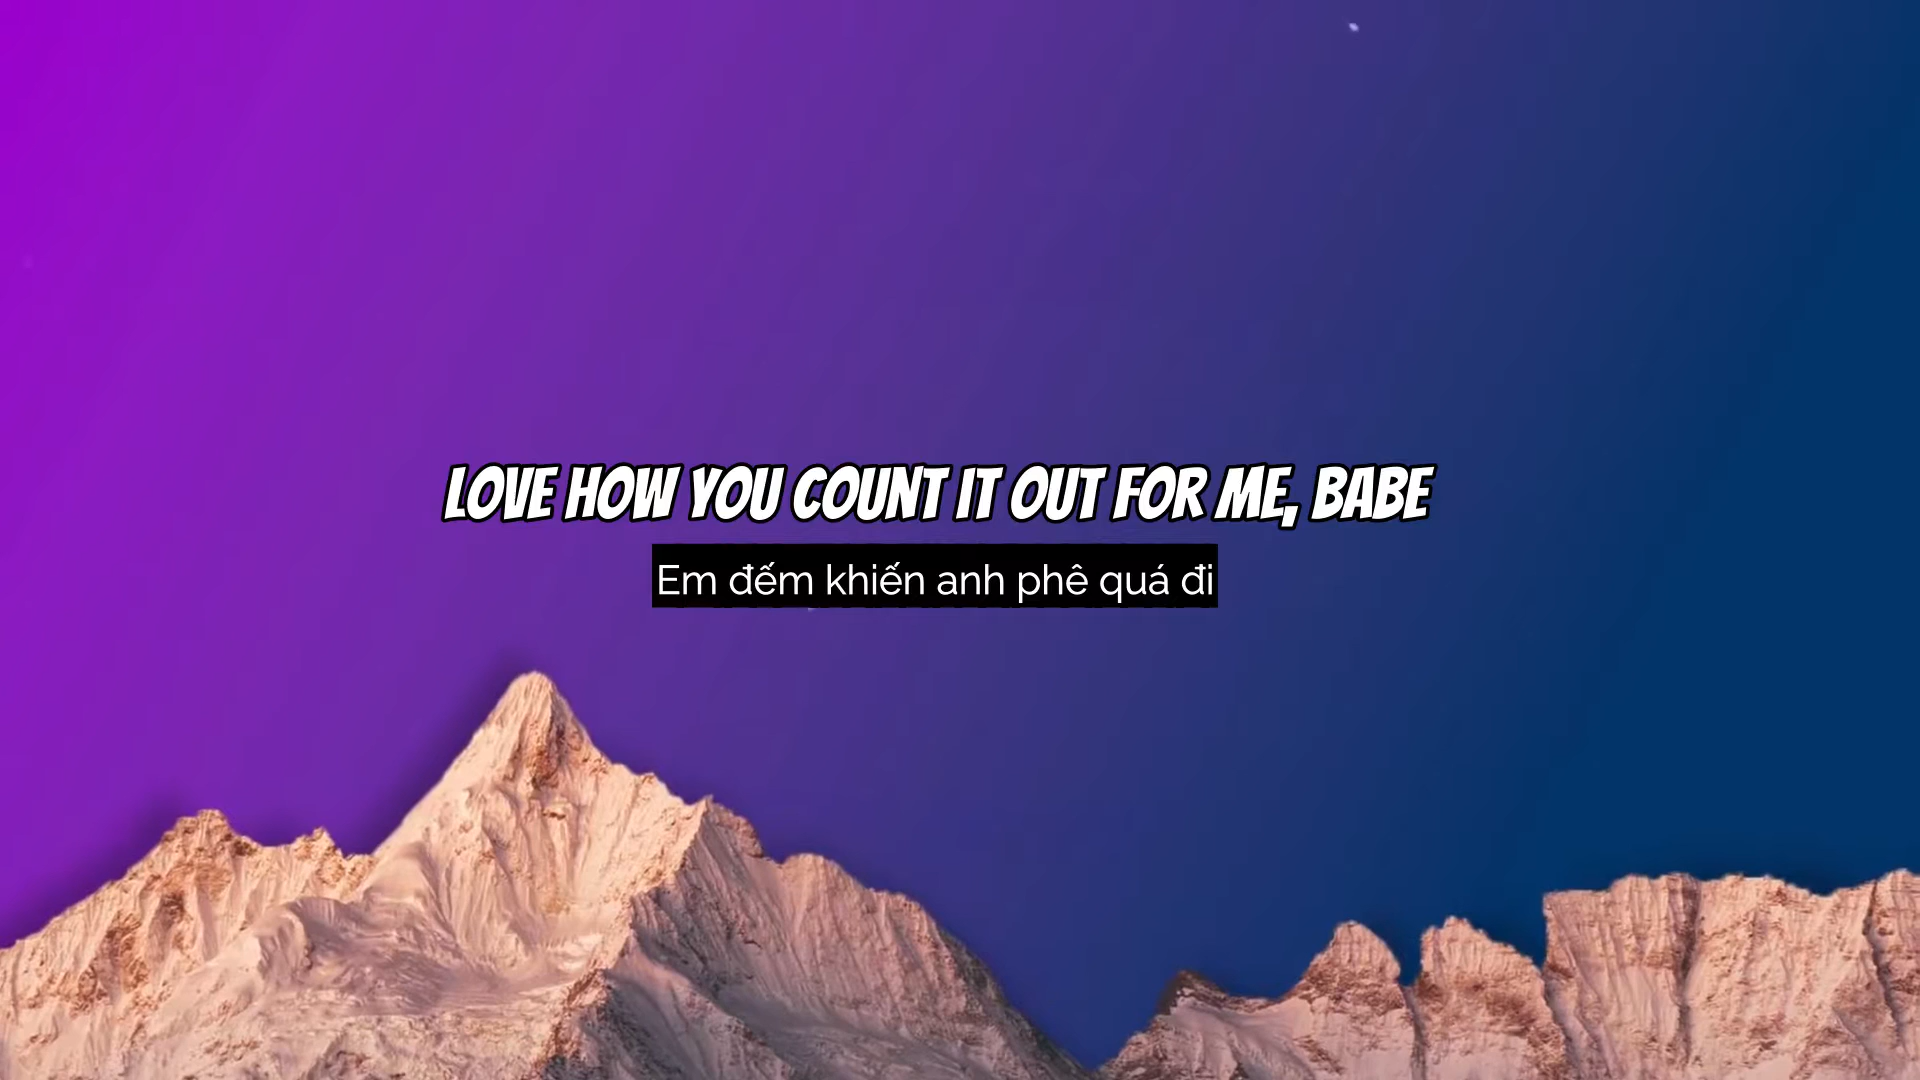 LOVE HOW YOU COUNT IT OUT FOR ME, BABE
Em đếm khiến anh phê quá đi